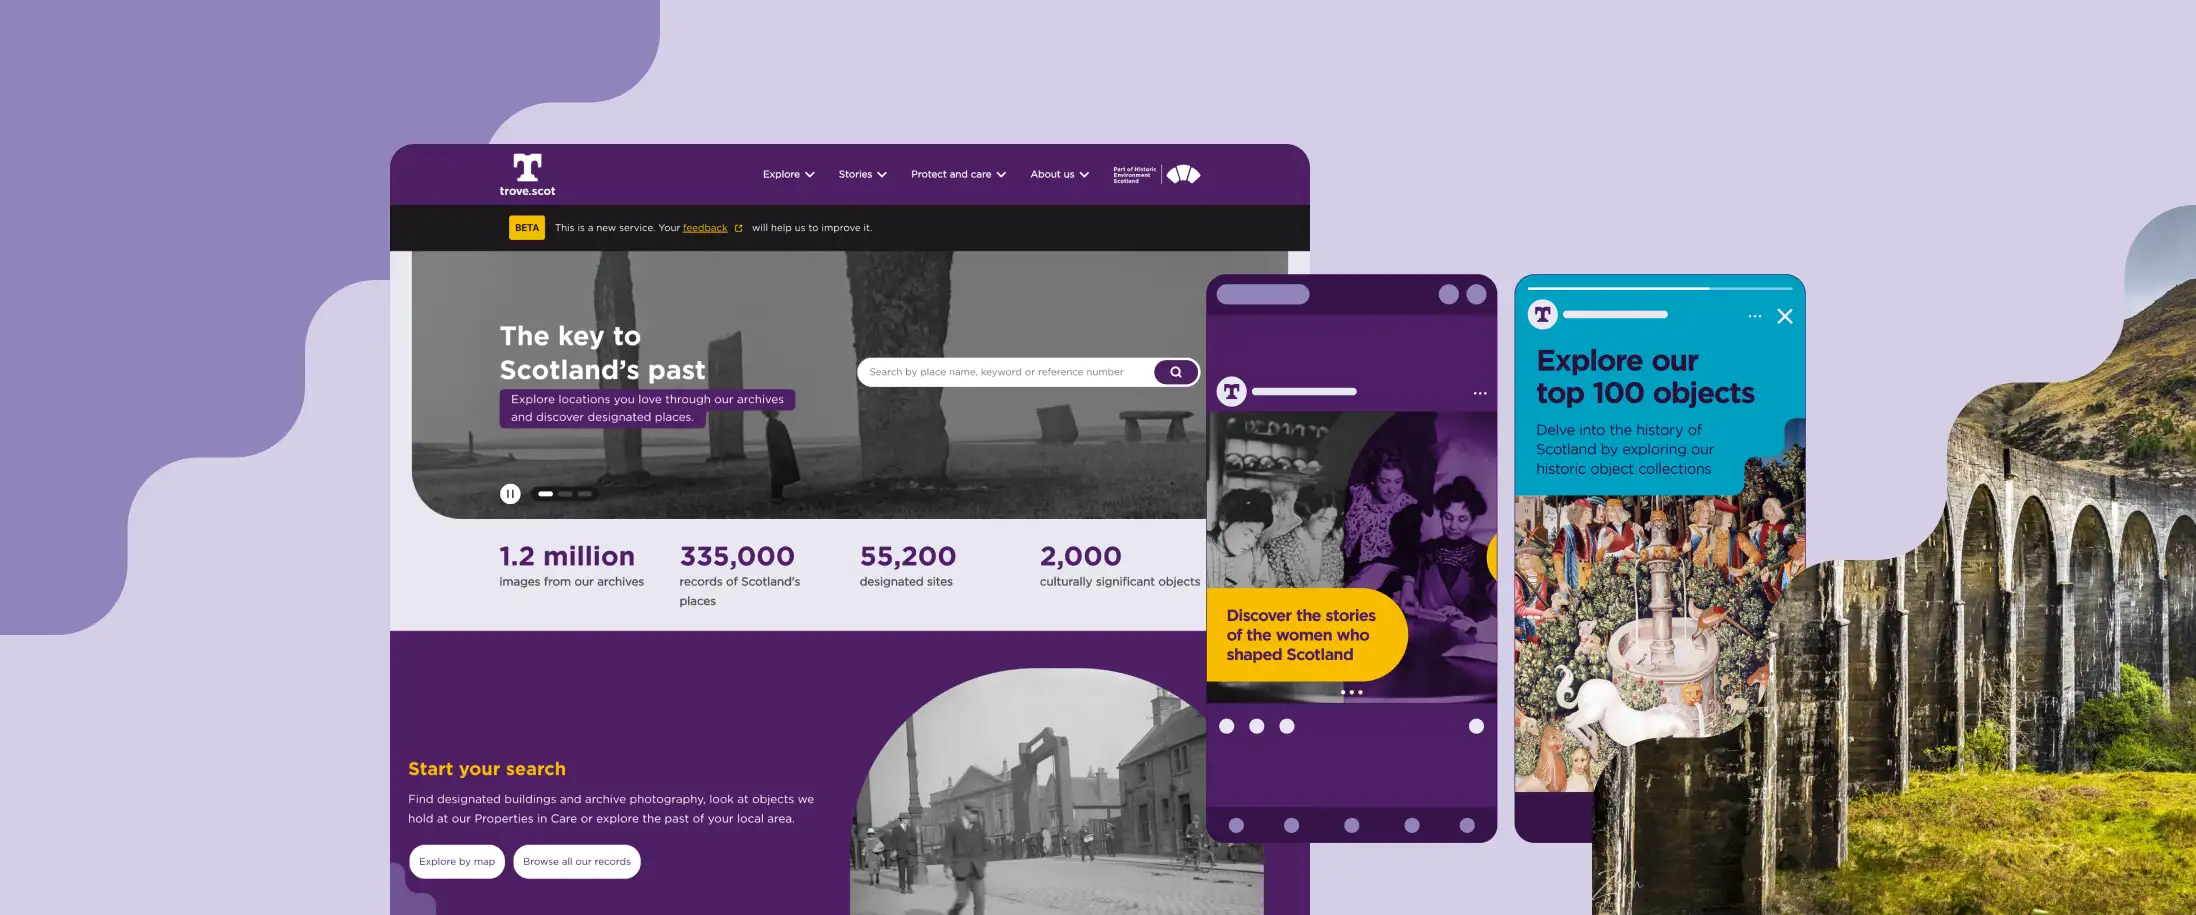 trove.scot
Explore
Stories
Protect and care
About us
Part of Historic
Environment
Scotland
BETA
This is a new service. Your feedback will help us to improve it.
The key to
Scotland's past
Explore locations you love through our archives
and discover designated places.
Search by place name, keyword or reference number
1.2 million
images from our archives
335,000
records of Scotland's
places
55,200
designated sites
2,000
culturally significant objects
Start your search
Find designated buildings and archive photography, look at objects we
hold at our Properties in Care or explore the past of your local area.
Explore by map
Browse all our records
Discover the stories
of the women who
shaped Scotland
Explore our
top 100 objects
Delve into the history of
Scotland by exploring our
historic object collections